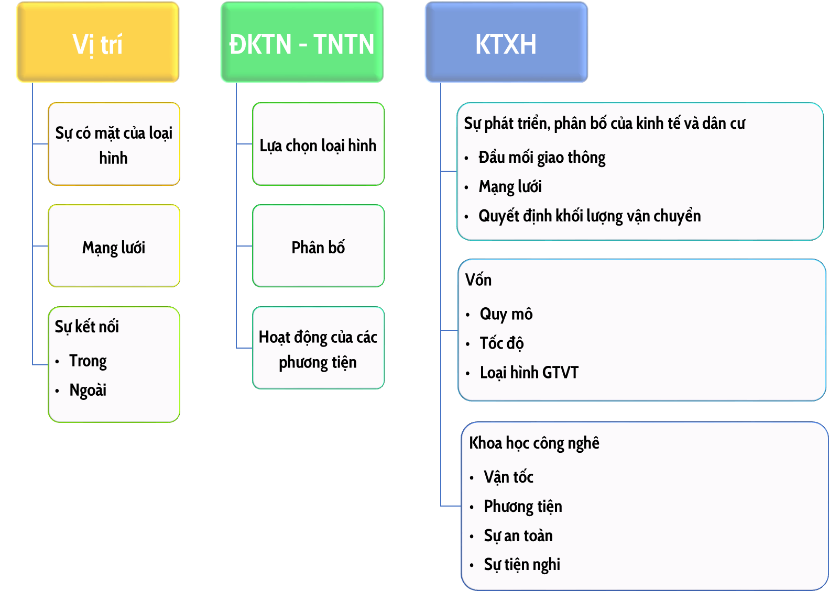 Vị trí
Sự có mặt của loại
hình
Mạng lưới
Sự kết nối
• Trong
• Ngoài
ĐKTN - TNTN
Lựa chọn loại hình
Phân bố
Hoạt động của các
phương tiện
KTXH
Sự phát triển, phân bố của kinh tế và dân cư
• Đầu mối giao thông
• Mạng lưới
• Quyết định khối lượng vận chuyển
Vốn
• Quy mô
• Tốc độ
• Loại hình GTVT
Khoa học công nghê
• Vận tốc
• Phương tiện
• Sự an toàn
• Sự tiện nghi